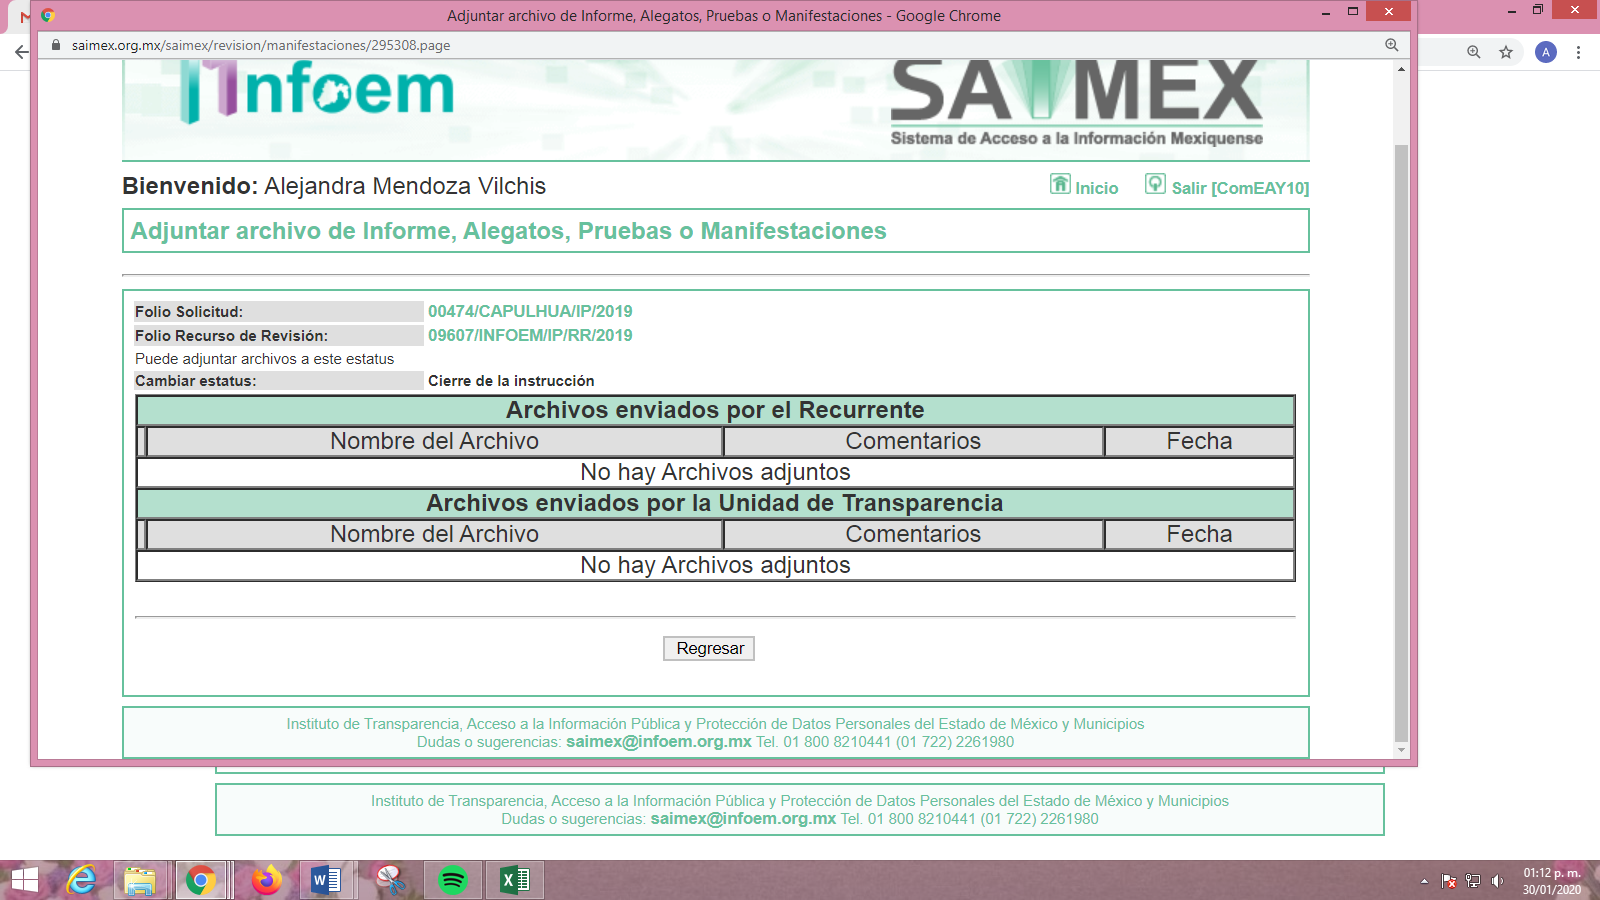 Adjuntar archivo de Informe, Alegatos, Pruebas o Manifestaciones - Google Chrome
saimex.org.mx/saimex/revision/manifestaciones/295308.page
A
Infoem
SAIMEX
Sistema de Acceso a la Información Mexiquense
Bienvenido: Alejandra Mendoza Vilchis
Inicio
Salir [ComEAY10]
Adjuntar archivo de Informe, Alegatos, Pruebas o Manifestaciones
Folio Solicitud: 00474/CAPULHUA/IP/2019
Folio Recurso de Revisión: 09607/INFOEM/IP/RR/2019
Puede adjuntar archivos a este estatus
Cambiar estatus: Cierre de la instrucción
Archivos enviados por el Recurrente
Nombre del Archivo Comentarios Fecha
No hay Archivos adjuntos
Archivos enviados por la Unidad de Transparencia
Nombre del Archivo Comentarios Fecha
No hay Archivos adjuntos
Regresar
Instituto de Transparencia, Acceso a la Información Pública y Protección de Datos Personales del Estado de México y Municipios
Dudas o sugerencias: saimex@infoem.org.mx Tel. 01 800 8210441 (01 722) 2261980
Instituto de Transparencia, Acceso a la Información Pública y Protección de Datos Personales del Estado de México y Municipios
Dudas o sugerencias: saimex@infoem.org.mx Tel. 01 800 8210441 (01 722) 2261980
01:12 p. m.
30/01/2020